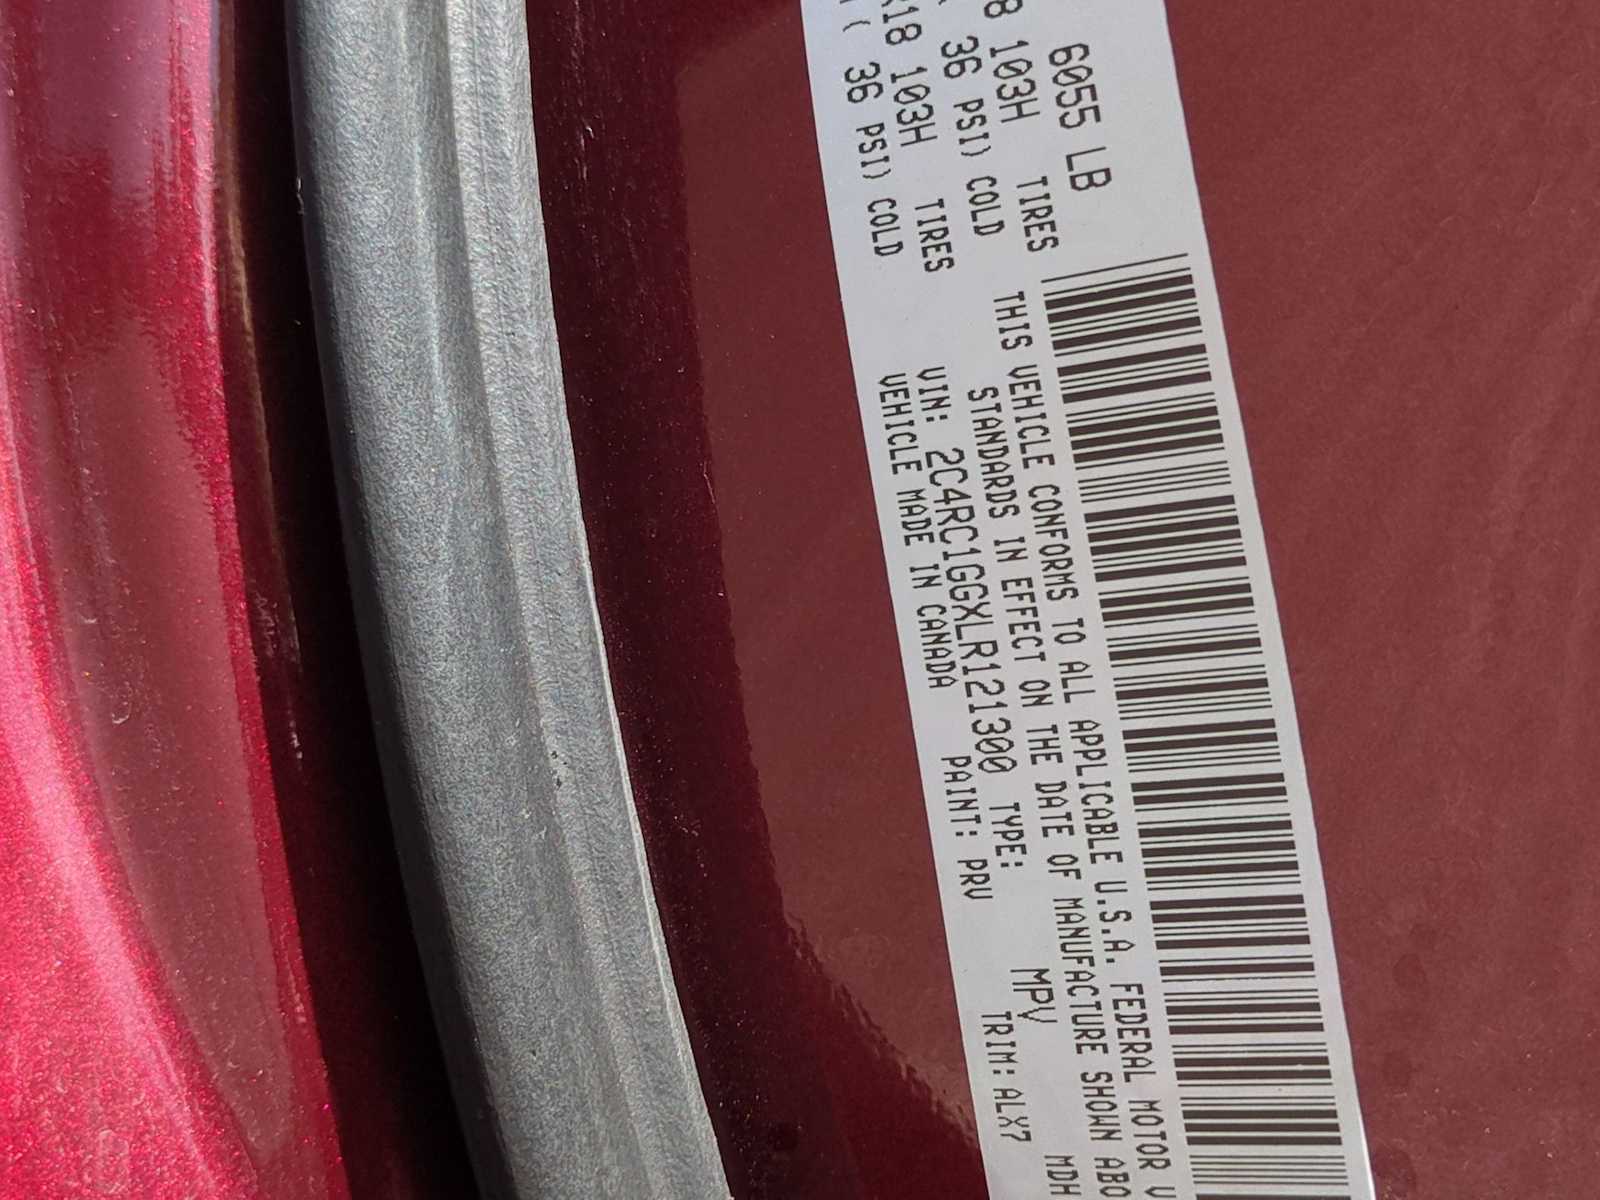 6055 LB
8 103H TIRES
36 PSI) COLD
R18 103H TIRES
( 36 PSI) COLD
THIS VEHICLE CONFORMS TO ALL APPLICABLE U.S.A. FEDERAL MOTOR V
STANDARDS IN EFFECT ON THE DATE OF MANUFACTURE SHOWN ABO
VIN: 2C4RC1GGXLR121300 TYPE: MPV MDH
VEHICLE MADE IN CANADA PAINT: PRV TRIM: ALX7